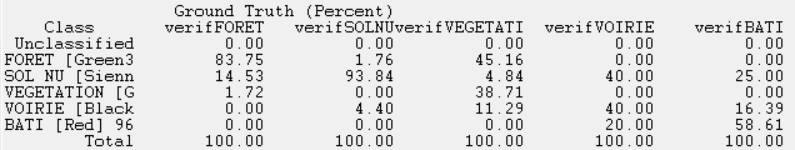 Ground Truth (Percent)
Class verifFORET verifSOLNUverifVEGETATI verifVOIRIE verifBATI
Unclassified 0.00 0.00 0.00 0.00 0.00
FORET [Green3 83.75 1.76 45.16 0.00 0.00
SOL NU [Sienn 14.53 93.84 4.84 40.00 25.00
VEGETATION [G 1.72 0.00 38.71 0.00 0.00
VOIRIE [Black 0.00 4.40 11.29 40.00 16.39
BATI [Red] 96 0.00 0.00 0.00 20.00 58.61
Total 100.00 100.00 100.00 100.00 100.00